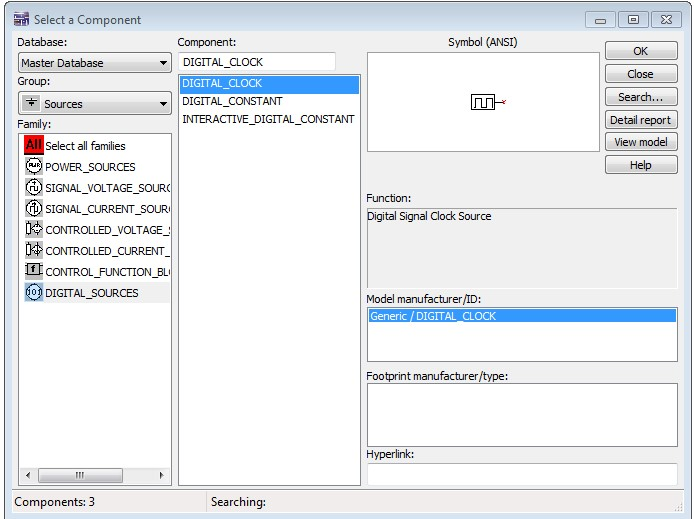 Select a Component
Database:
Master Database
Group:
Sources
Family:
All Select all families
POWER_SOURCES
SIGNAL_VOLTAGE_SOURC
SIGNAL_CURRENT_SOUR
CONTROLLED_VOLTAGE_
CONTROLLED_CURRENT_
CONTROL_FUNCTION_BL
DIGITAL_SOURCES
Component:
DIGITAL_CLOCK
DIGITAL_CLOCK
DIGITAL_CONSTANT
INTERACTIVE_DIGITAL_CONSTANT
Symbol (ANSI)
Function:
Digital Signal Clock Source
Model manufacturer/ID:
Generic / DIGITAL_CLOCK
Footprint manufacturer/type:
Hyperlink:
OK
Close
Search...
Detail report
View model
Help
Components: 3
Searching: